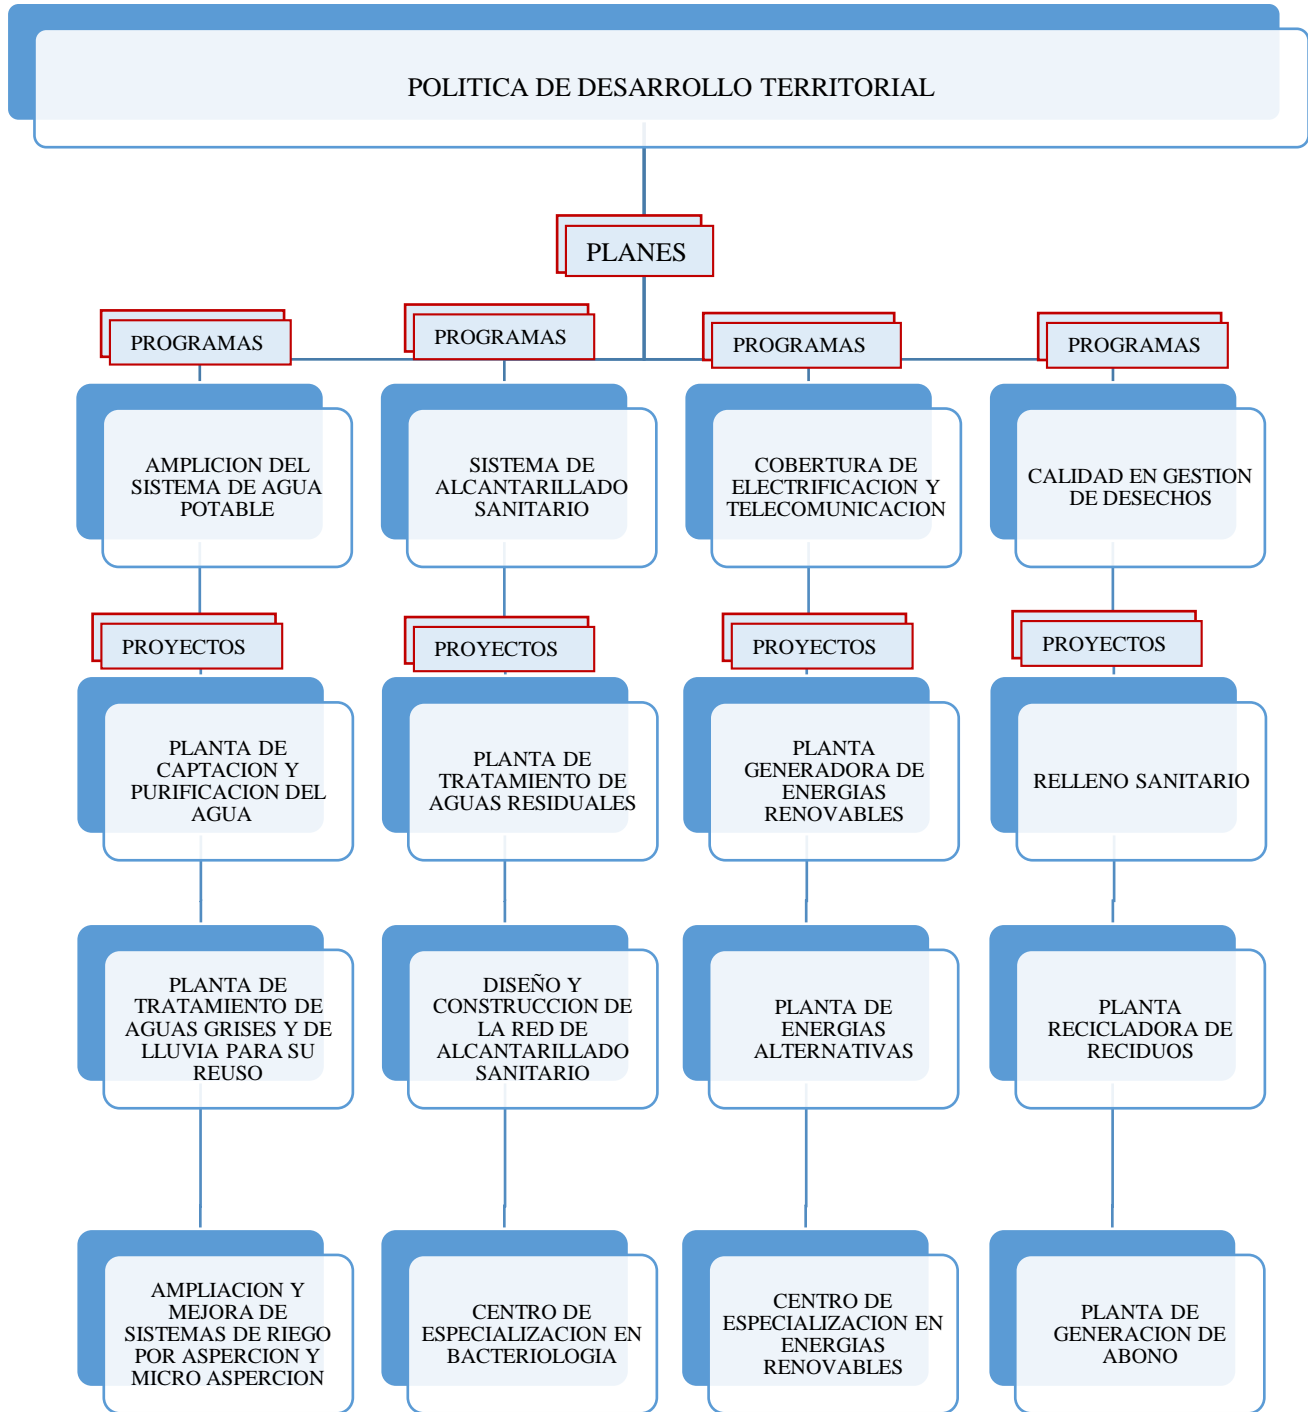 POLITICA DE DESARROLLO TERRITORIAL
PLANES
PROGRAMAS
PROGRAMAS
PROGRAMAS
PROGRAMAS
AMPLICION DEL
SISTEMA DE AGUA
POTABLE
SISTEMA DE
ALCANTARILLADO
SANITARIO
COBERTURA DE
ELECTRIFICACION Y
TELECOMUNICACION
CALIDAD EN GESTION
DE DESECHOS
PROYECTOS
PROYECTOS
PROYECTOS
PROYECTOS
PLANTA DE
CAPTACION Y
PURIFICACION DEL
AGUA
PLANTA DE
TRATAMIENTO DE
AGUAS RESIDUALES
PLANTA
GENERADORA DE
ENERGIAS
RENOVABLES
RELLENO SANITARIO
PLANTA DE
TRATAMIENTO DE
AGUAS GRISES Y DE
LLUVIA PARA SU
REUSO
DISEÑO Y
CONSTRUCCION DE
LA RED DE
ALCANTARILLADO
SANITARIO
PLANTA DE
ENERGIAS
ALTERNATIVAS
PLANTA
RECICLADORA DE
RECIDUOS
AMPLIACION Y
MEJORA DE
SISTEMAS DE RIEGO
POR ASPERCION Y
MICRO ASPERCION
CENTRO DE
ESPECIALIZACION EN
BACTERIOLOGIA
CENTRO DE
ESPECIALIZACION EN
ENERGIAS
RENOVABLES
PLANTA DE
GENERACION DE
ABONO